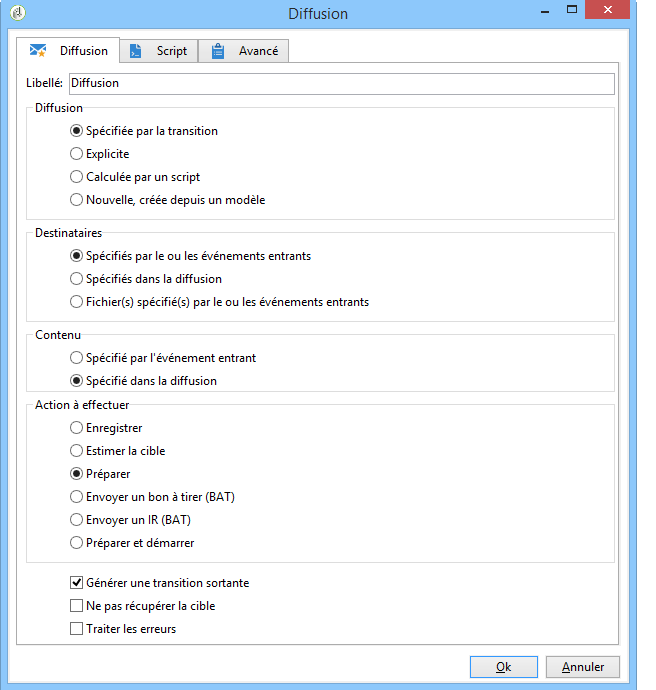 Diffusion
Diffusion Script Avancé
Libellé: Diffusion
Diffusion
Spécifiée par la transition
Explicite
Calculée par un script
Nouvelle, créée depuis un modèle
Destinataires
Spécifiés par le ou les événements entrants
Spécifiés dans la diffusion
Fichier(s) spécifié(s) par le ou les événements entrants
Contenu
Spécifié par l'événement entrant
Spécifié dans la diffusion
Action à effectuer
Enregistrer
Estimer la cible
Préparer
Envoyer un bon à tirer (BAT)
Envoyer un IR (BAT)
Préparer et démarrer
Générer une transition sortante
Ne pas récupérer la cible
Traiter les erreurs
Ok Annuler